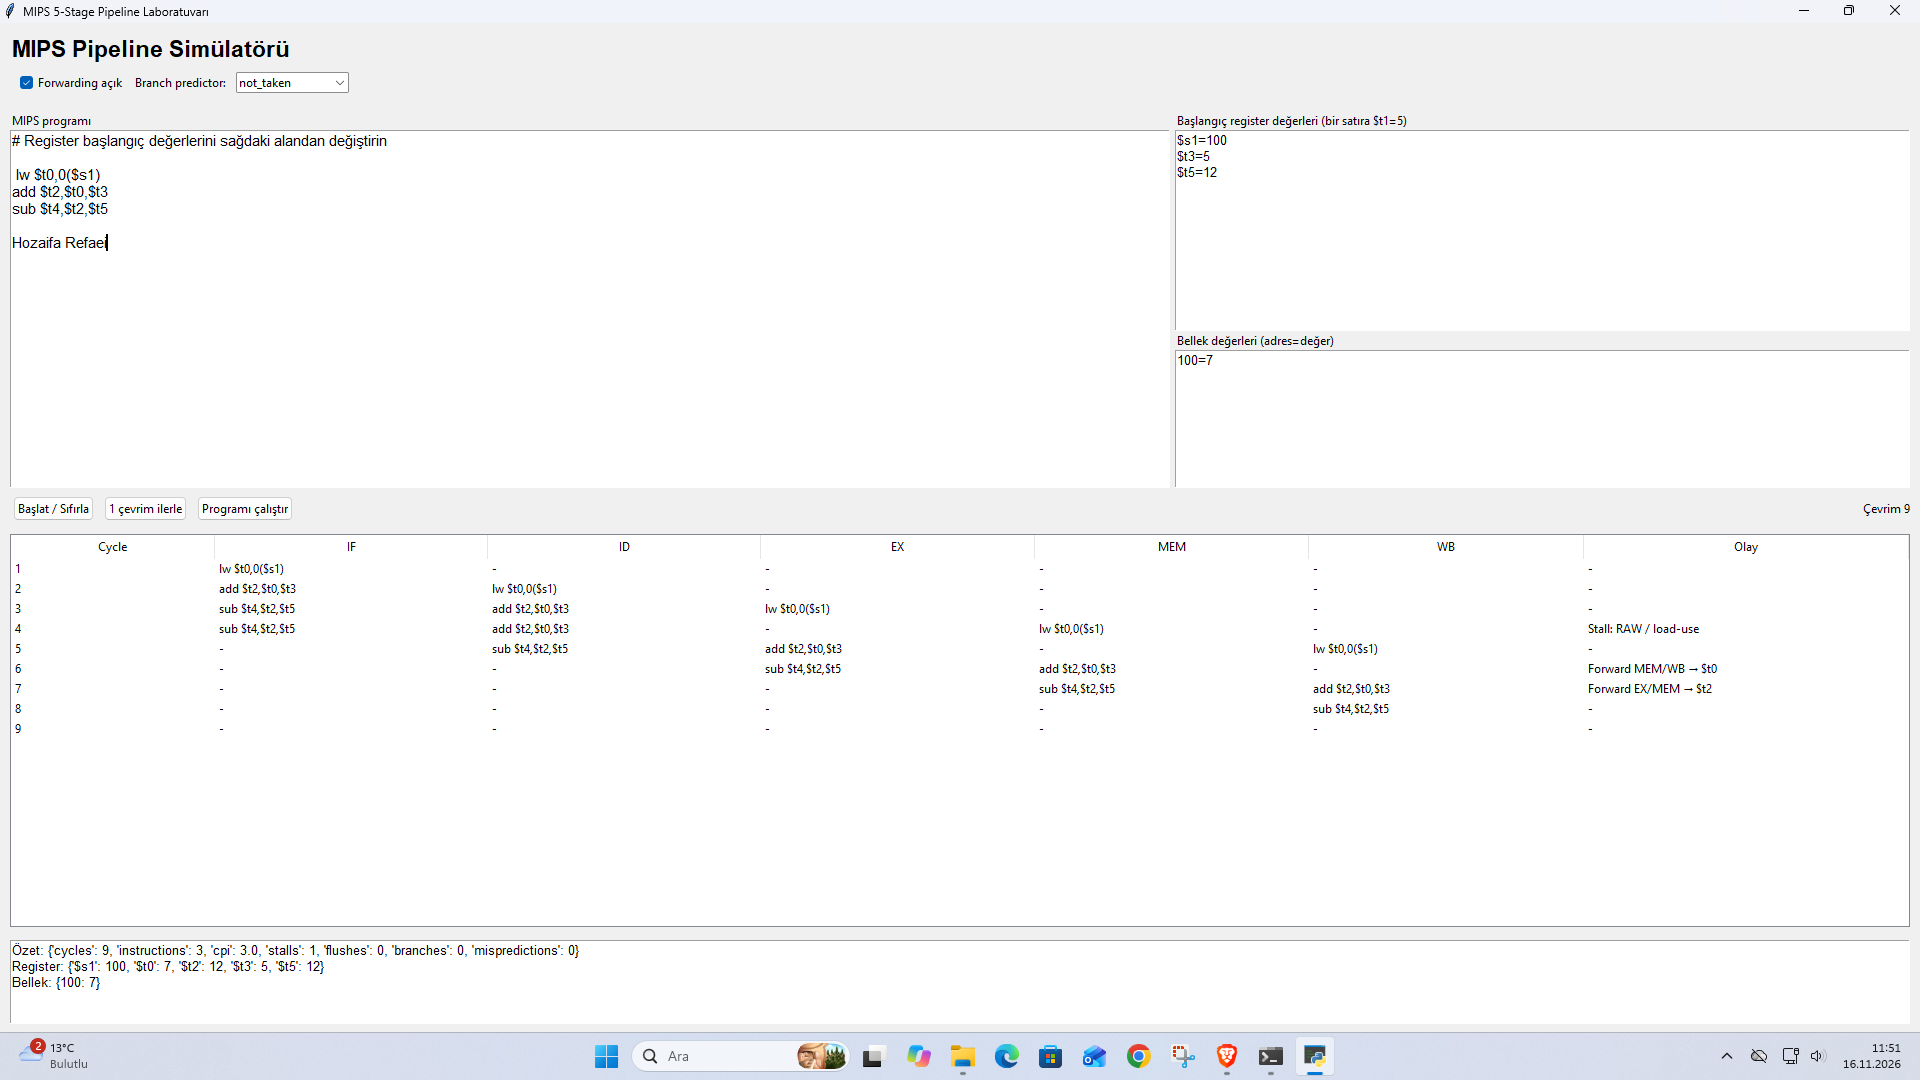 MIPS 5-Stage Pipeline Laboratuvarı
MIPS Pipeline Simülatörü
Forwarding açık Branch predictor: not_taken
MIPS programı
# Register başlangıç değerlerini sağdaki alandan değiştirin
lw $t0,0($s1)
add $t2,$t0,$t3
sub $t4,$t2,$t5
Hozaifa Refaei
Başlangıç register değerleri (bir satıra $t1=5)
$s1=100
$t3=5
$t5=12
Bellek değerleri (adres=değer)
100=7
Başlat / Sıfırla 1 çevrim ilerle Programı çalıştır Çevrim 9
Cycle IF ID EX MEM WB Olay
1 lw $t0,0($s1) - - - - -
2 add $t2,$t0,$t3 lw $t0,0($s1) - - - -
3 sub $t4,$t2,$t5 add $t2,$t0,$t3 lw $t0,0($s1) - - -
4 sub $t4,$t2,$t5 add $t2,$t0,$t3 - lw $t0,0($s1) - Stall: RAW / load-use
5 - sub $t4,$t2,$t5 add $t2,$t0,$t3 - lw $t0,0($s1) -
6 - - sub $t4,$t2,$t5 add $t2,$t0,$t3 - Forward MEM/WB → $t0
7 - - - sub $t4,$t2,$t5 add $t2,$t0,$t3 Forward EX/MEM → $t2
8 - - - - sub $t4,$t2,$t5 -
9 - - - - - -
Özet: {'cycles': 9, 'instructions': 3, 'cpi': 3.0, 'stalls': 1, 'flushes': 0, 'branches': 0, 'mispredictions': 0}
Register: {'$s1': 100, '$t0': 7, '$t2': 12, '$t3': 5, '$t5': 12}
Bellek: {100: 7}
2
13°C
Bulutlu
Ara
11:51
16.11.2026